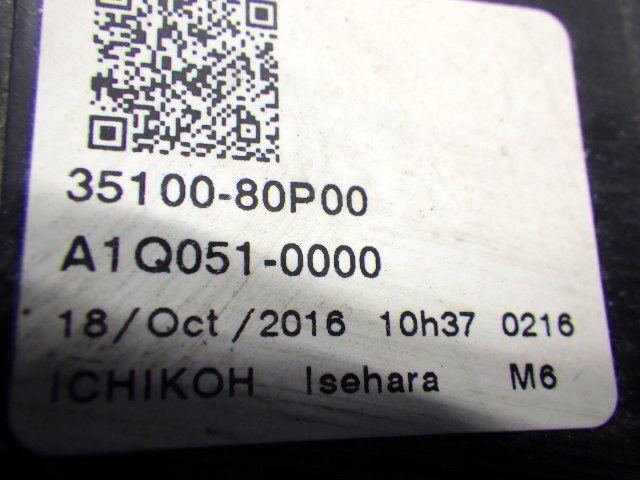 35100-80P00
A1Q051-0000
18/Oct/2016 10h37 0216
ICHIKOH Isehara M6